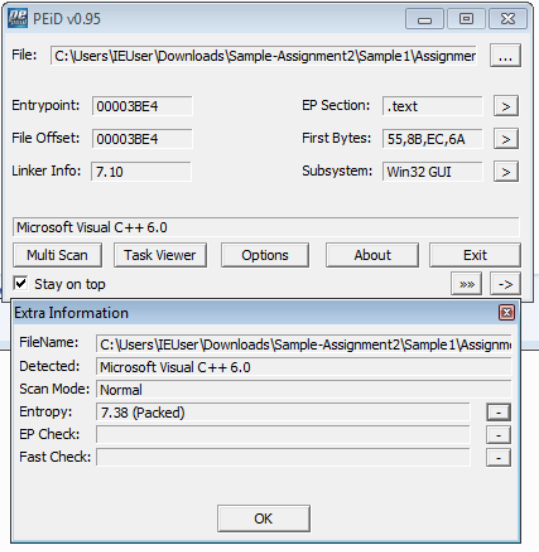 PEiD v0.95
File: C:\Users\IEUser\Downloads\Sample-Assignment2\Sample1\Assignmer ...
Entrypoint: 00003BE4 EP Section: .text >
File Offset: 00003BE4 First Bytes: 55,8B,EC,6A >
Linker Info: 7.10 Subsystem: Win32 GUI >
Microsoft Visual C++ 6.0
Multi Scan Task Viewer Options About Exit
Stay on top »» ->
Extra Information
FileName: C:\Users\IEUser\Downloads\Sample-Assignment2\Sample1\Assignme
Detected: Microsoft Visual C++ 6.0
Scan Mode: Normal
Entropy: 7.38 (Packed) -
EP Check: -
Fast Check: -
OK